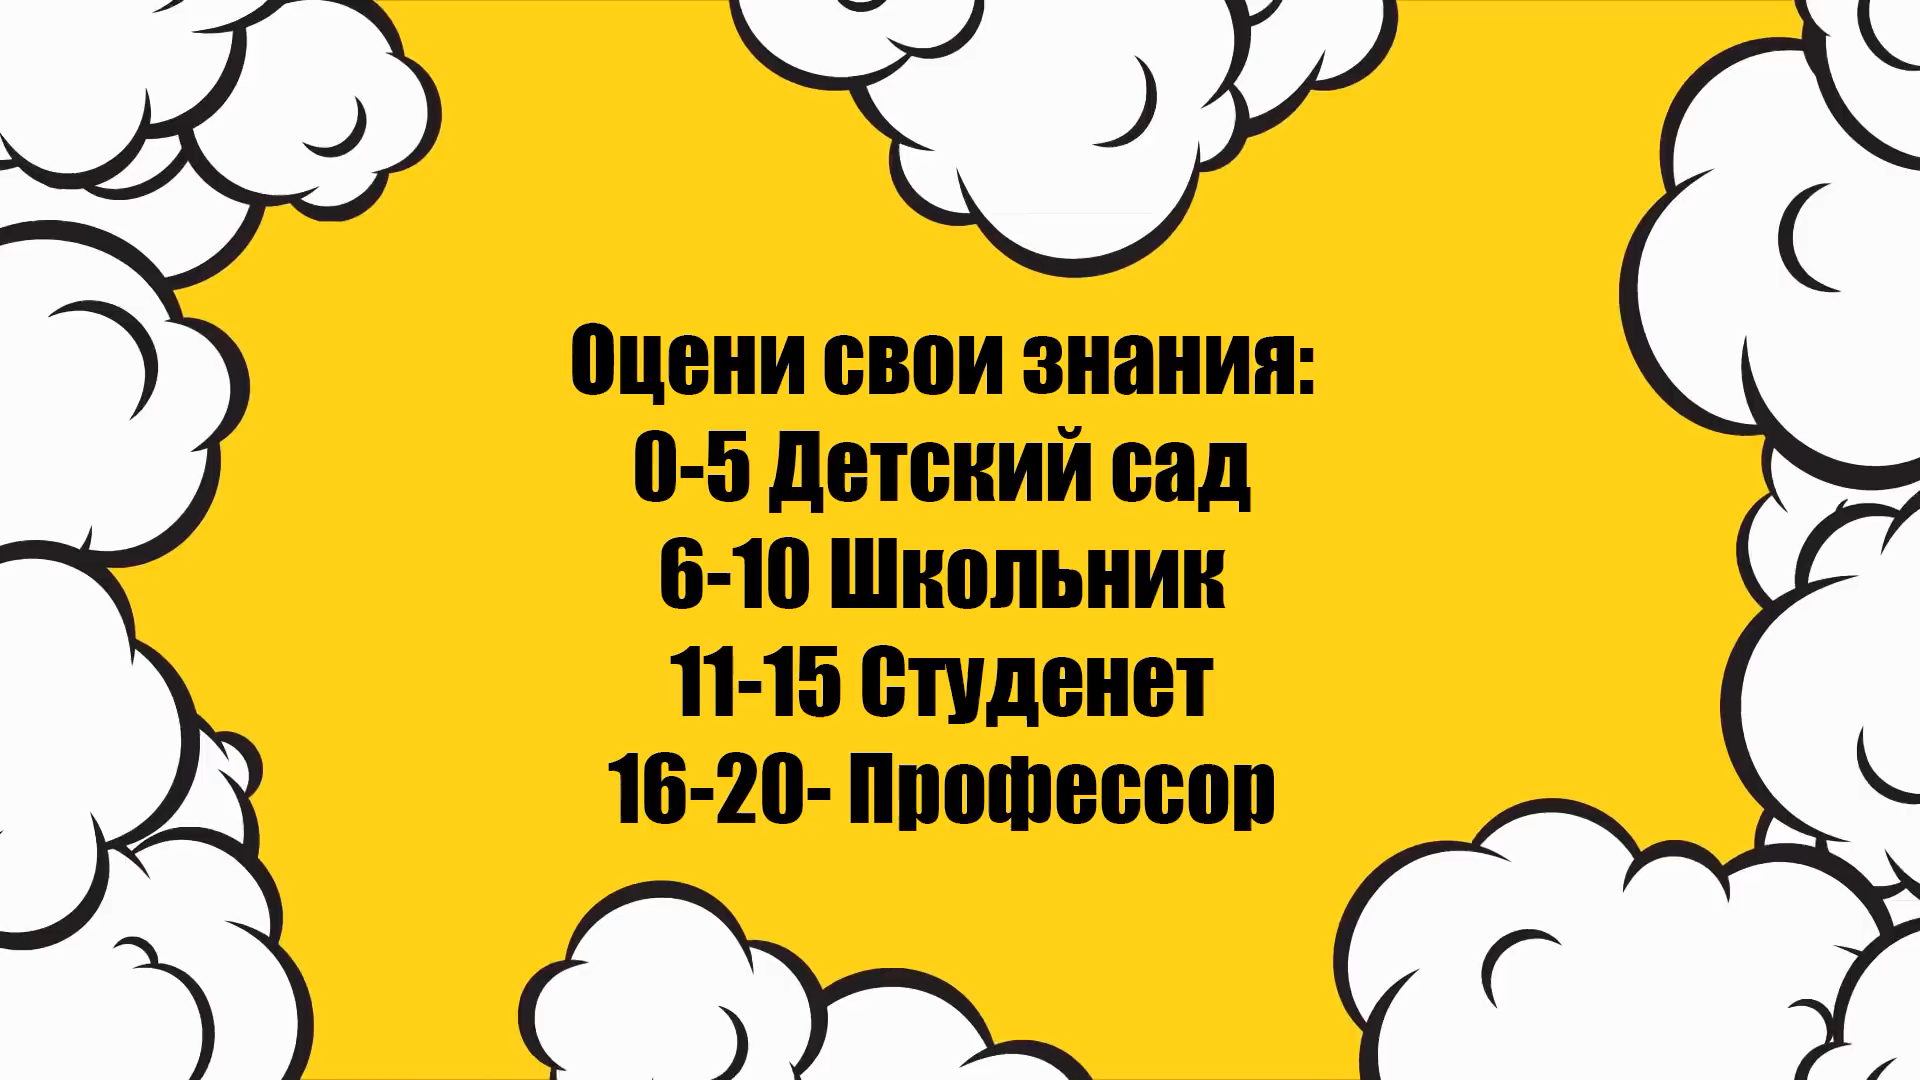 Оцени свои знания:
0-5 Детский сад
6-10 Школьник
11-15 Студенет
16-20- Профессор